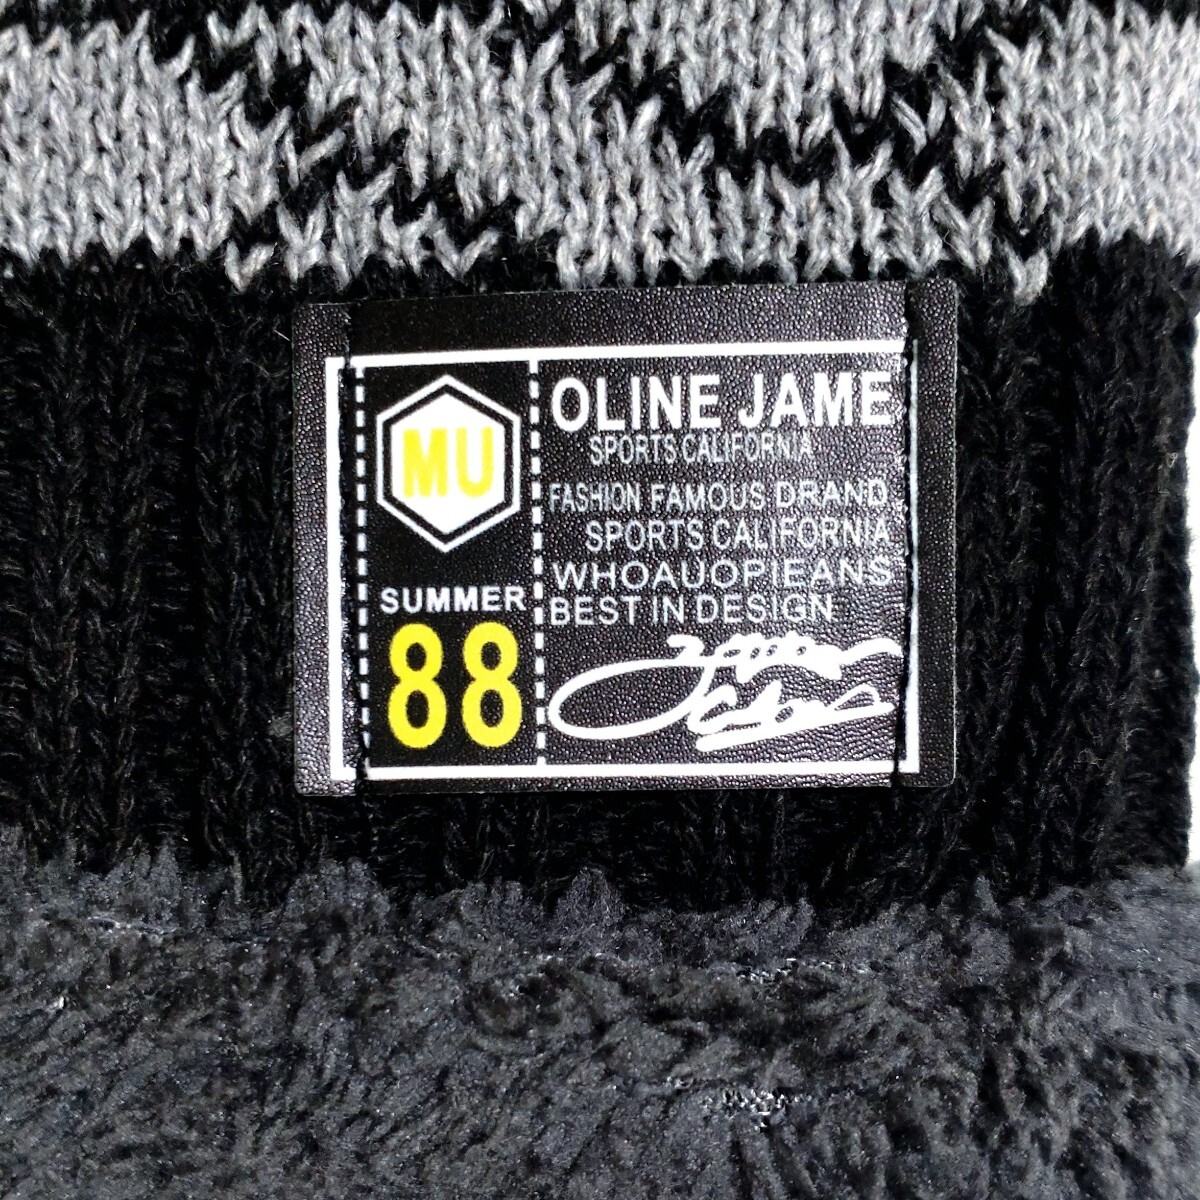 MU
SUMMER
88
OLINE JAME
SPORTS CALIFORNIA
FASHION FAMOUS DRAND
SPORTS CALIFORNIA
WHOAUOPIEANS
BEST IN DESIGN